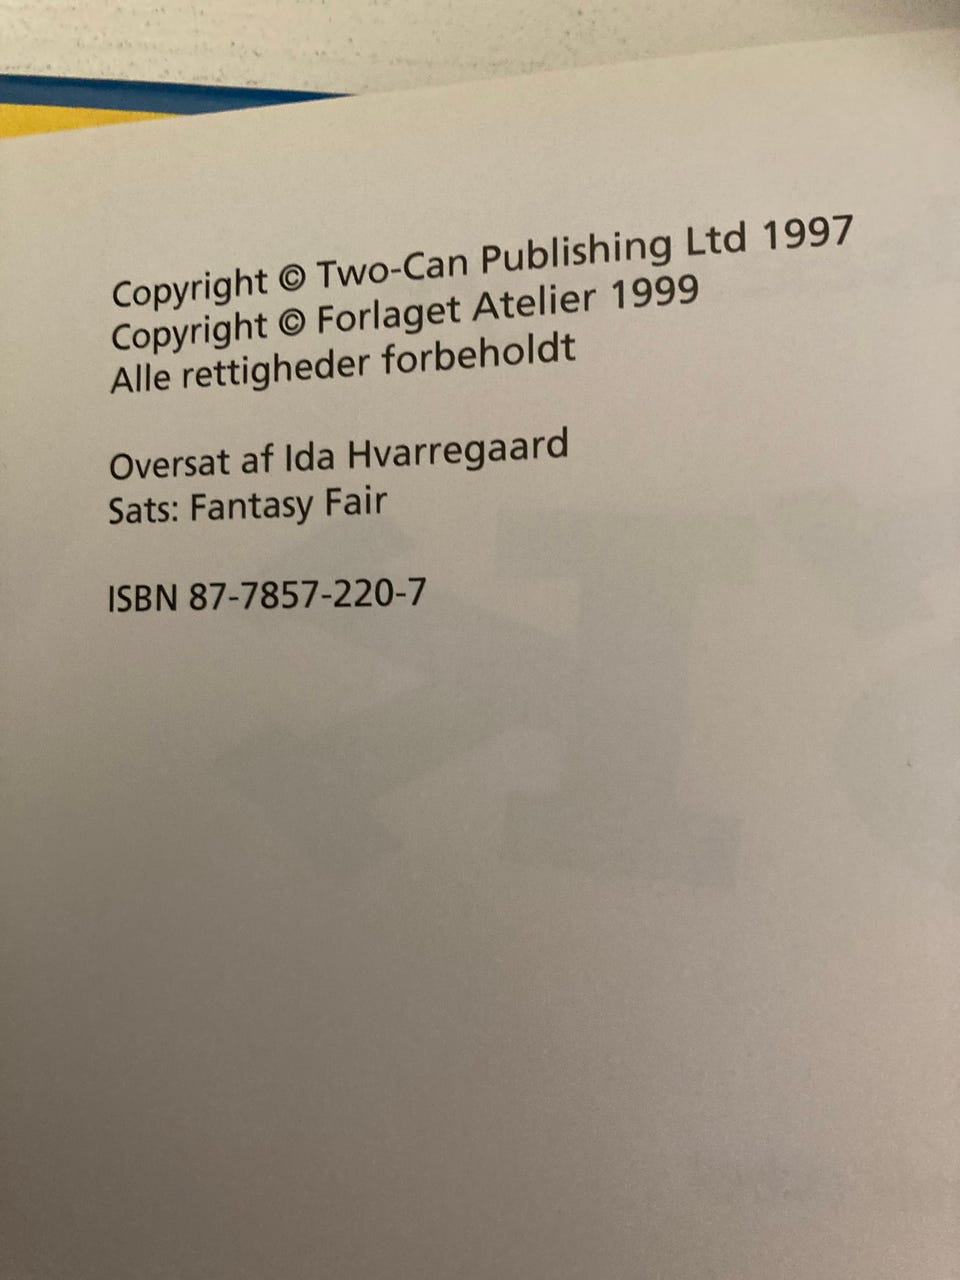 Copyright © Two-Can Publishing Ltd 1997
Copyright © Forlaget Atelier 1999
Alle rettigheder forbeholdt
Oversat af Ida Hvarregaard
Sats: Fantasy Fair
ISBN 87-7857-220-7